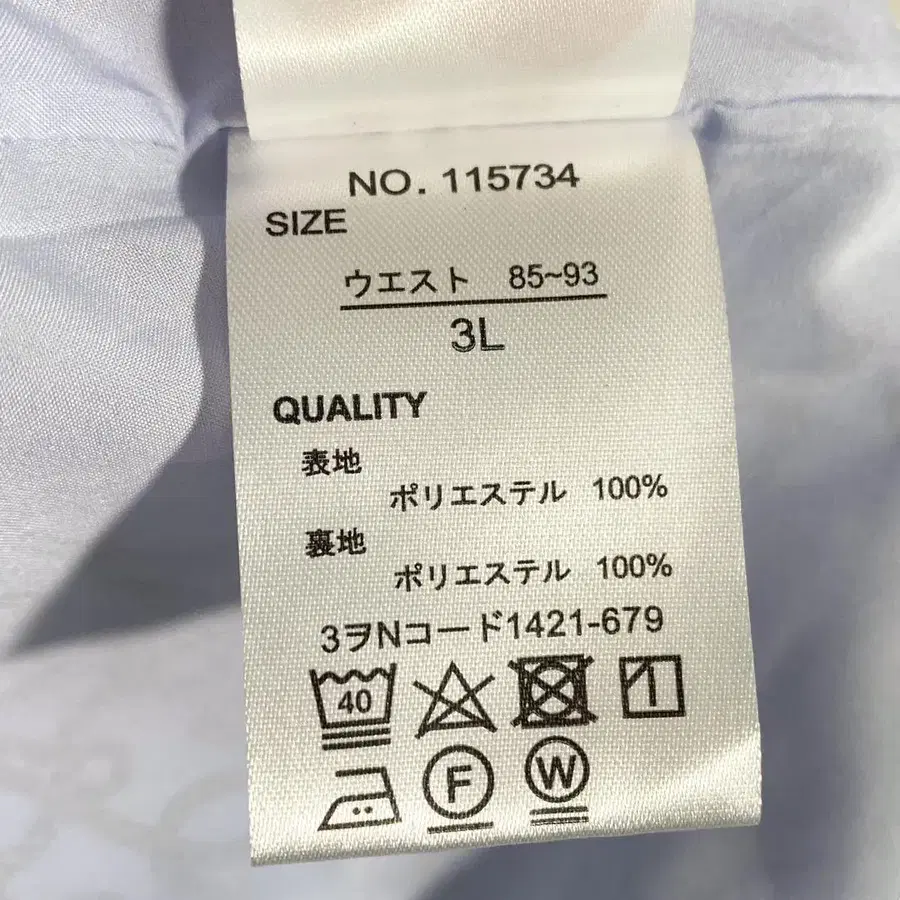 NO. 115734
SIZE
ウエスト 85~93
3L
QUALITY
表地
ポリエステル 100%
裏地
ポリエステル 100%
3ヲNコード1421-679
40
F W